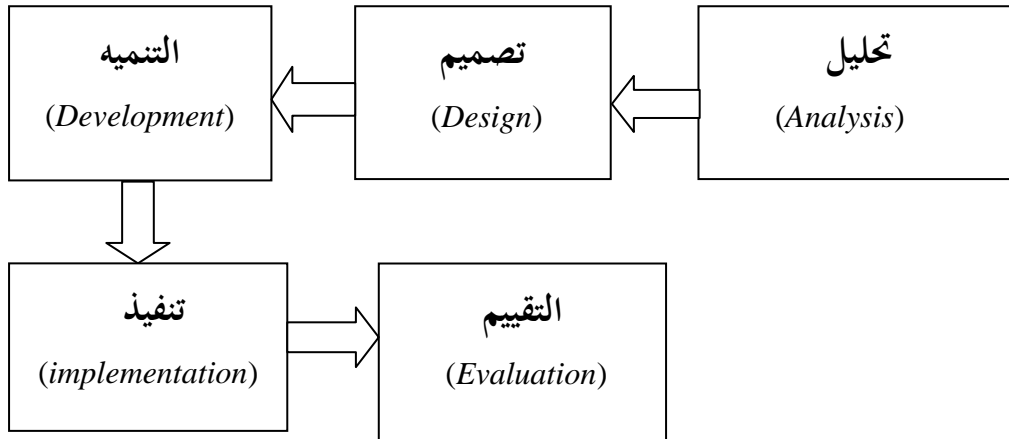 تحليل
(Analysis)
تصميم
(Design)
التنميه
(Development)
تنفيذ
(implementation)
التقييم
(Evaluation)